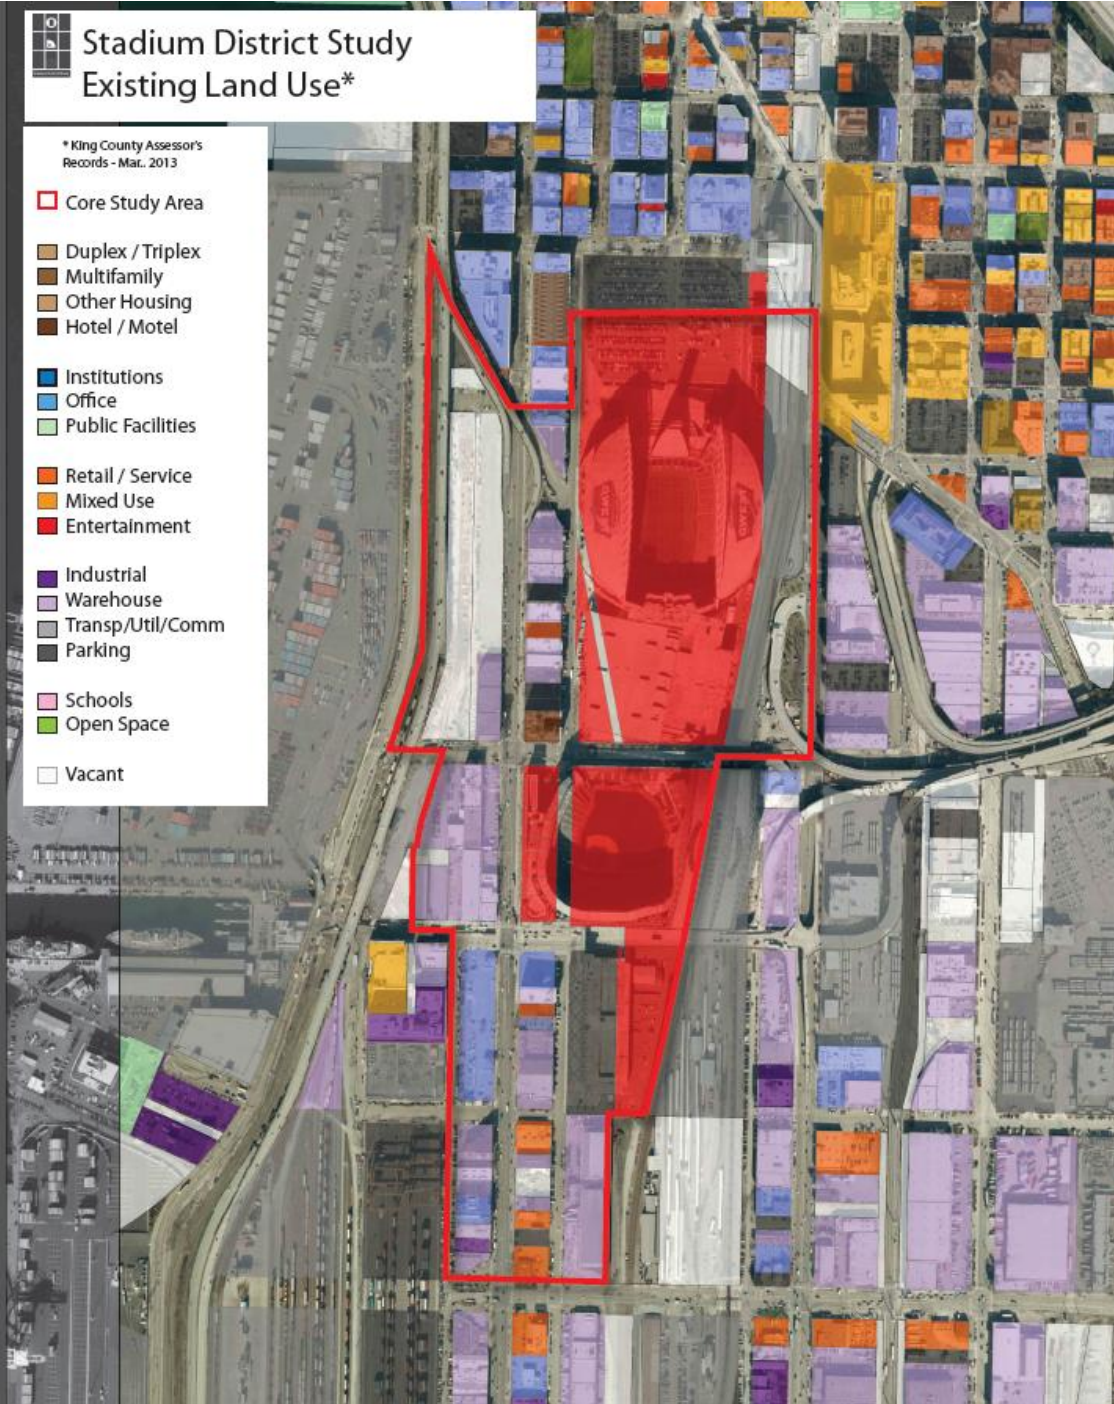 Stadium District Study
Existing Land Use*
* King County Assessor's
Records - Mar.. 2013
Core Study Area
Duplex / Triplex
Multifamily
Other Housing
Hotel / Motel
Institutions
Office
Public Facilities
Retail / Service
Mixed Use
Entertainment
Industrial
Warehouse
Transp/Util/Comm
Parking
Schools
Open Space
Vacant